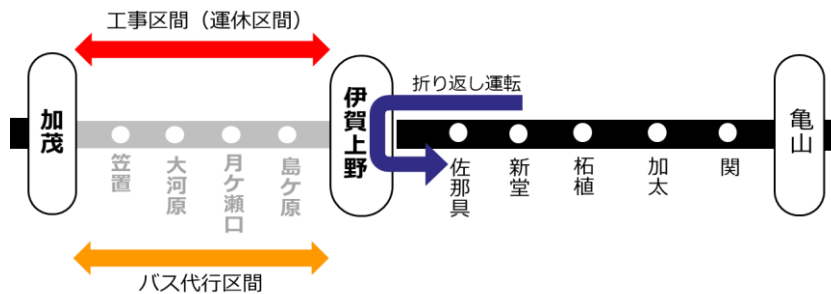 工事区間（運休区間）
折り返し運転
加茂
笠置
大河原
月ケ瀬口
島ケ原
伊賀上野
佐那具
新堂
柘植
加太
関
亀山
バス代行区間